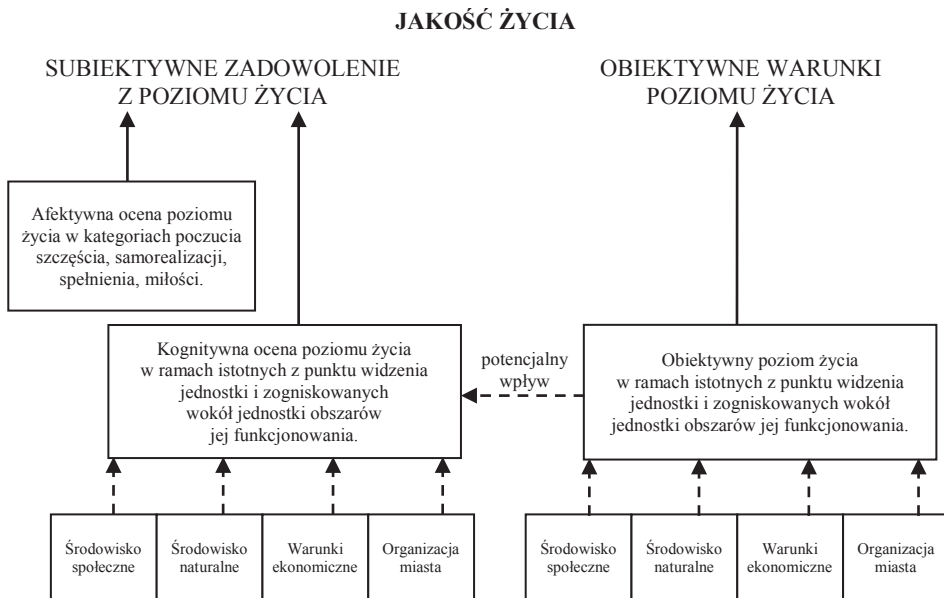 JAKOŚĆ ŻYCIA
SUBIEKTYWNE ZADOWOLENIE
Z POZIOMU ŻYCIA
OBIEKTYWNE WARUNKI
POZIOMU ŻYCIA
Afektywna ocena poziomu
życia w kategoriach poczucia
szczęścia, samorealizacji,
spełnienia, miłości.
Kognitywna ocena poziomu życia
w ramach istotnych z punktu widzenia
jednostki i zogniskowanych
wokół jednostki obszarów
jej funkcjonowania.
potencjalny
wpływ
Obiektywny poziom życia
w ramach istotnych z punktu widzenia
jednostki i zogniskowanych wokół
jednostki obszarów jej funkcjonowania.
Środowisko
społeczne
Środowisko
naturalne
Warunki
ekonomiczne
Organizacja
miasta
Środowisko
społeczne
Środowisko
naturalne
Warunki
ekonomiczne
Organizacja
miasta